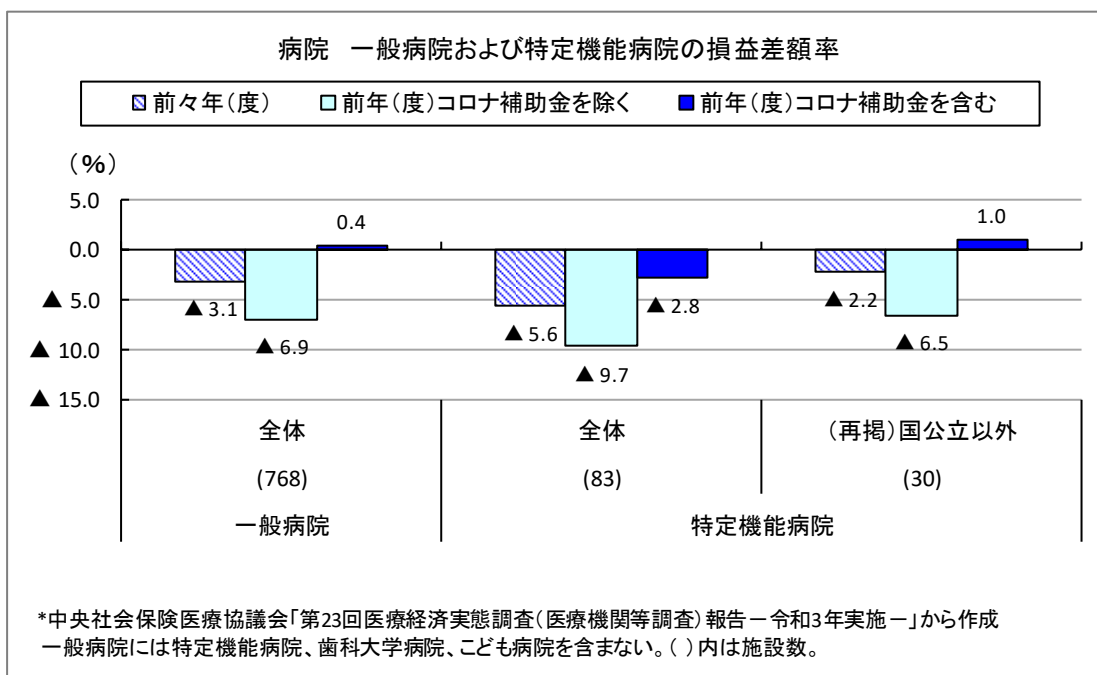 病院　一般病院および特定機能病院の損益差額率
前々年(度)　前年(度)コロナ補助金を除く　前年(度)コロナ補助金を含む
(%)
5.0
0.0
▲ 5.0
▲ 10.0
▲ 15.0
▲ 3.1
▲ 6.9
0.4
▲ 5.6
▲ 9.7
▲ 2.8
▲ 2.2
▲ 6.5
1.0
全体　全体　(再掲)国公立以外
(768)　(83)　(30)
一般病院　特定機能病院
*中央社会保険医療協議会「第23回医療経済実態調査(医療機関等調査)報告－令和3年実施－」から作成
一般病院には特定機能病院、歯科大学病院、こども病院を含まない。( )内は施設数。